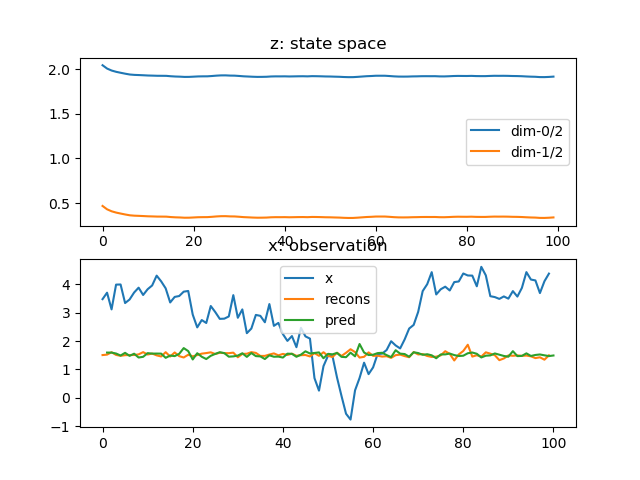 z: state space
2.0
1.5
1.0
0.5
dim-0/2
dim-1/2
0 20 40 60 80 100
x: observation
4
3
2
1
0
−1
x
recons
pred
0 20 40 60 80 100